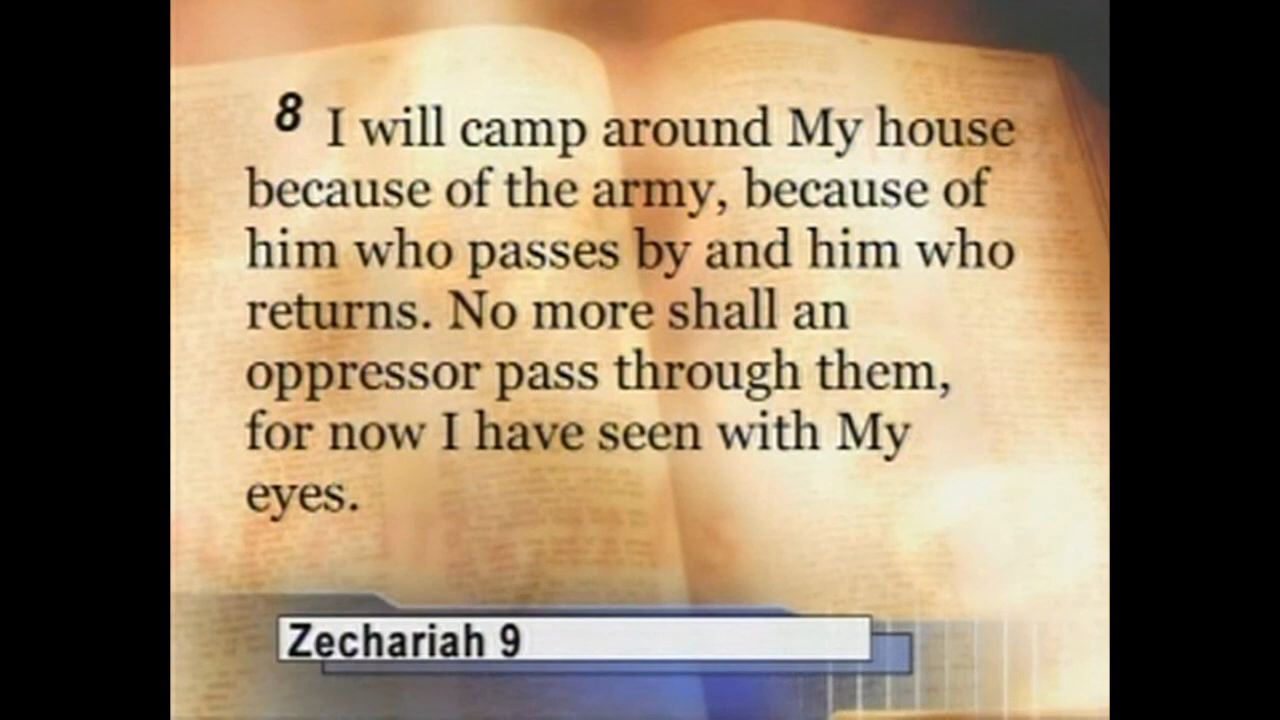 8 I will camp around My house
because of the army, because of
him who passes by and him who
returns. No more shall an
oppressor pass through them,
for now I have seen with My
eyes.
Zechariah 9